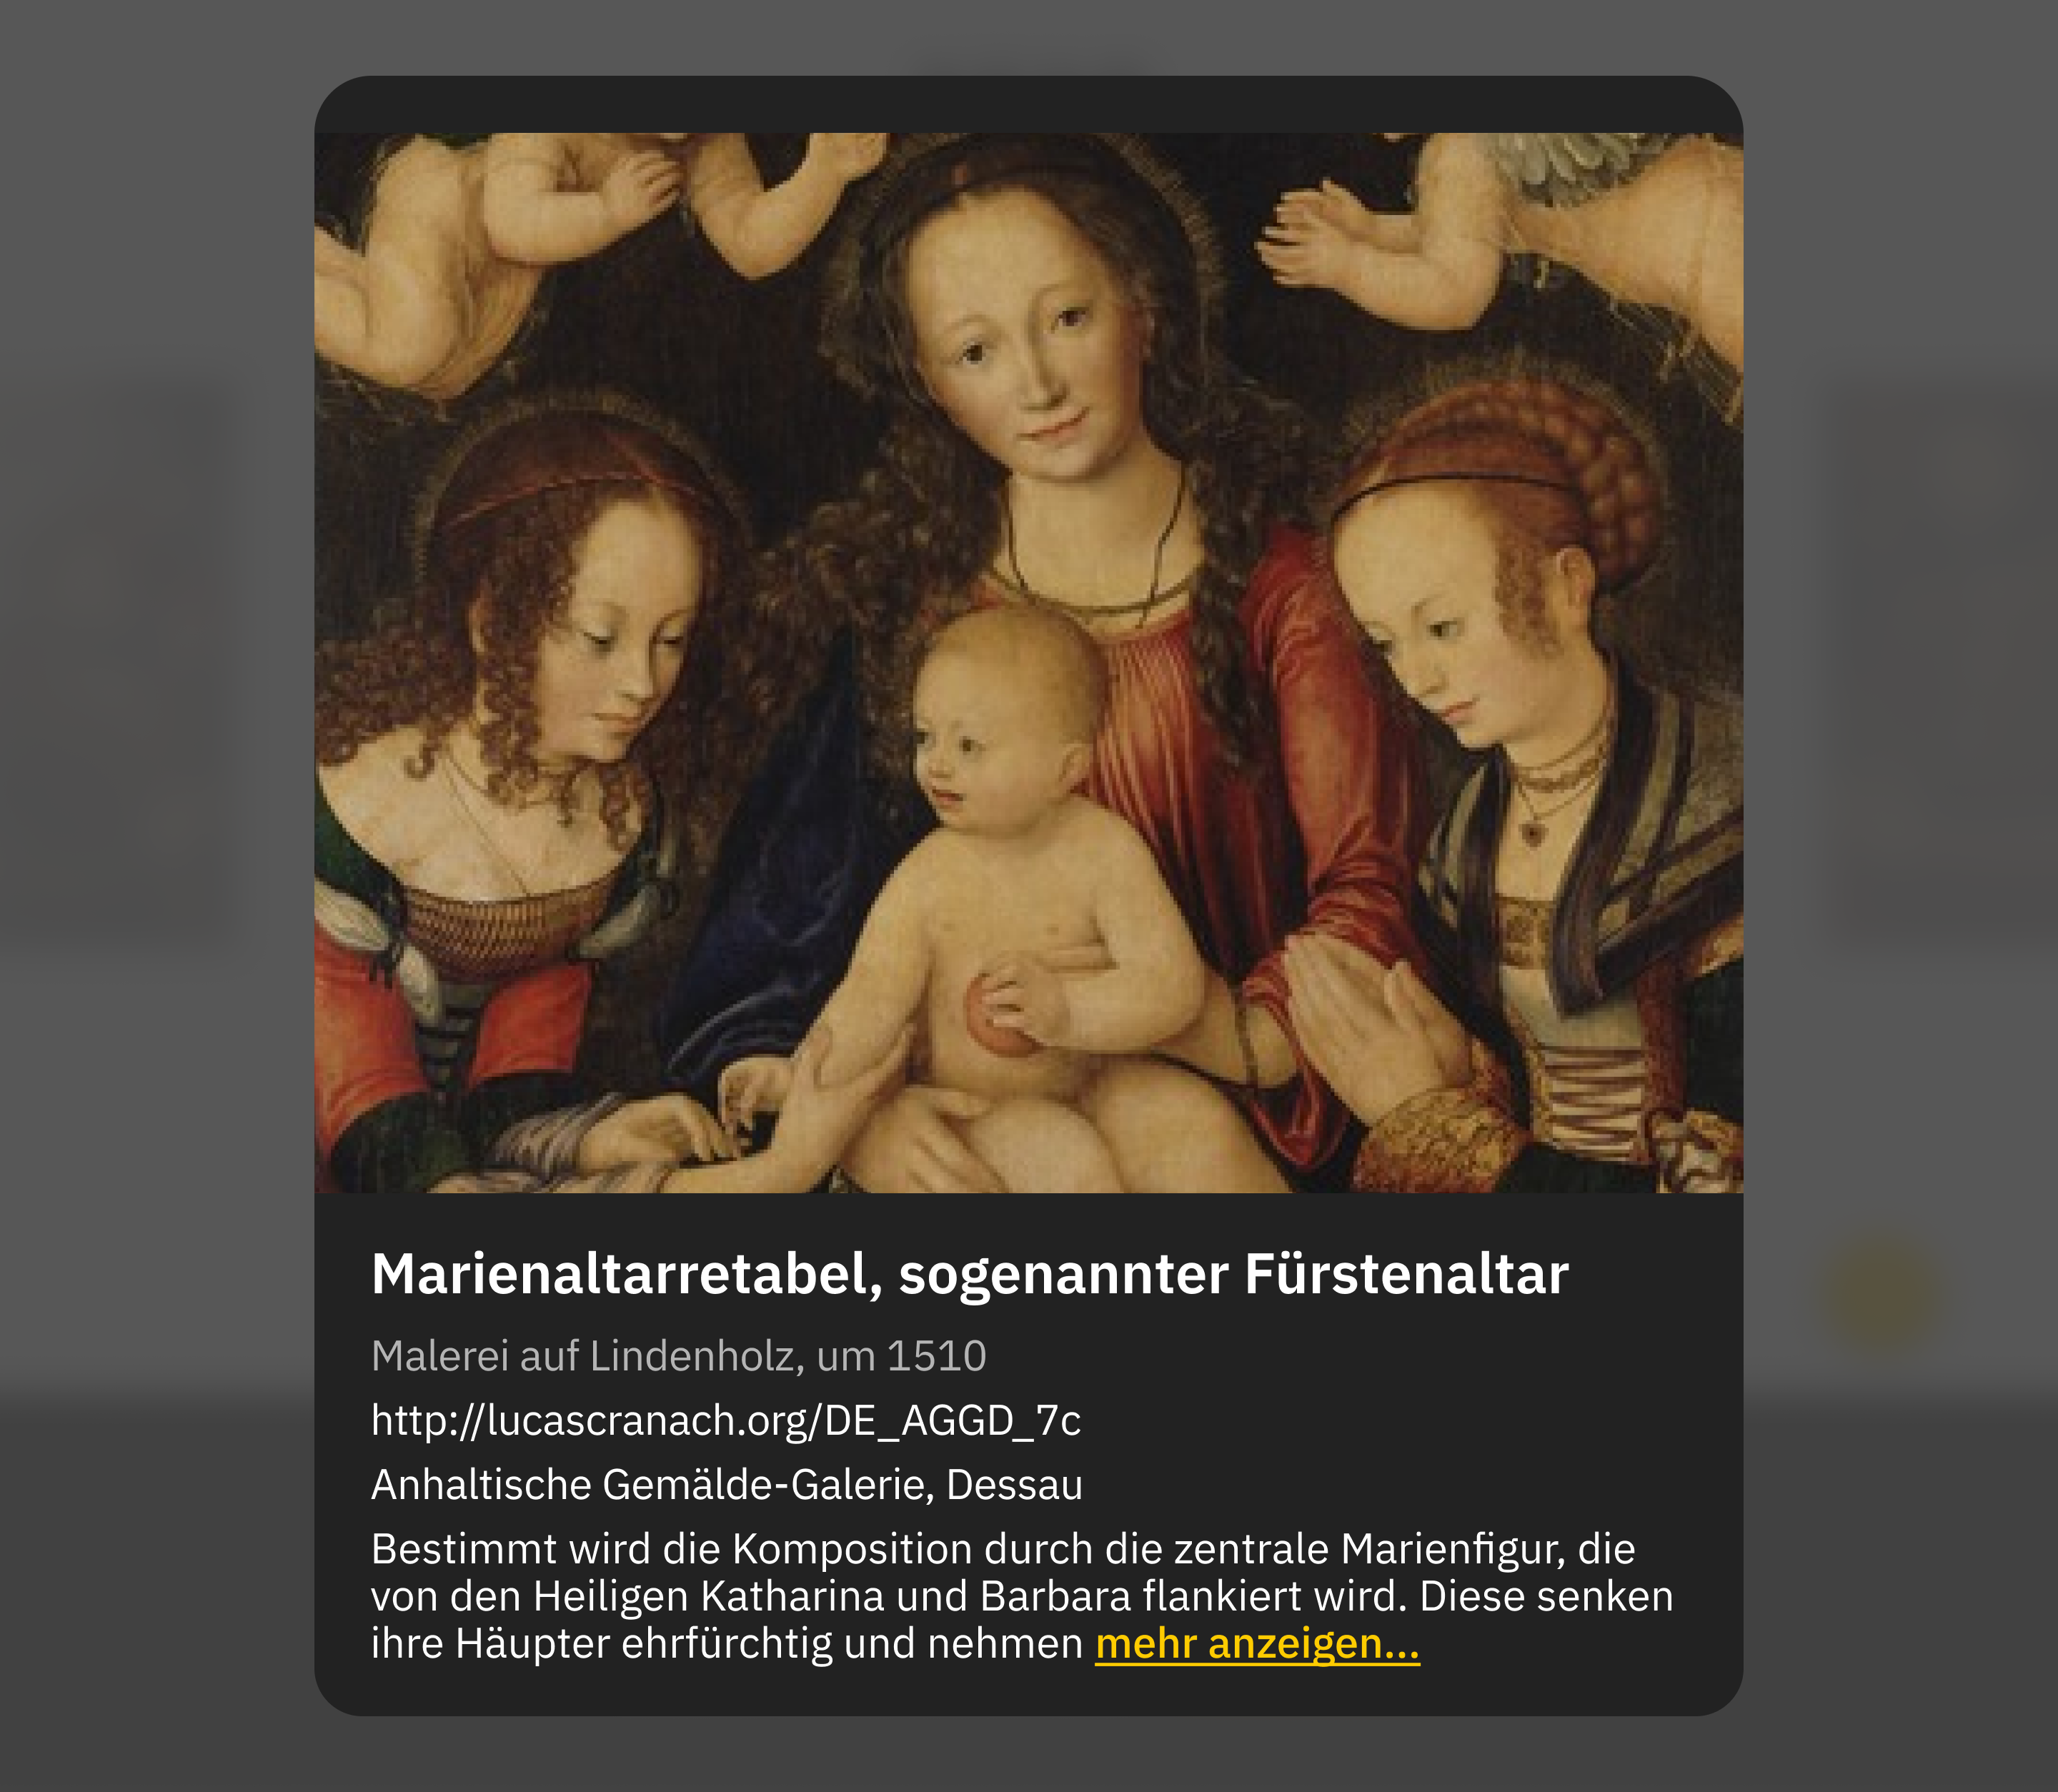 Marienaltarretabel, sogenannter Fürstenaltar
Malerei auf Lindenholz, um 1510
http://lucascranach.org/DE_AGGD_7c
Anhaltische Gemälde-Galerie, Dessau
Bestimmt wird die Komposition durch die zentrale Marienfigur, die
von den Heiligen Katharina und Barbara flankiert wird. Diese senken
ihre Häupter ehrfürchtig und nehmen mehr anzeigen...